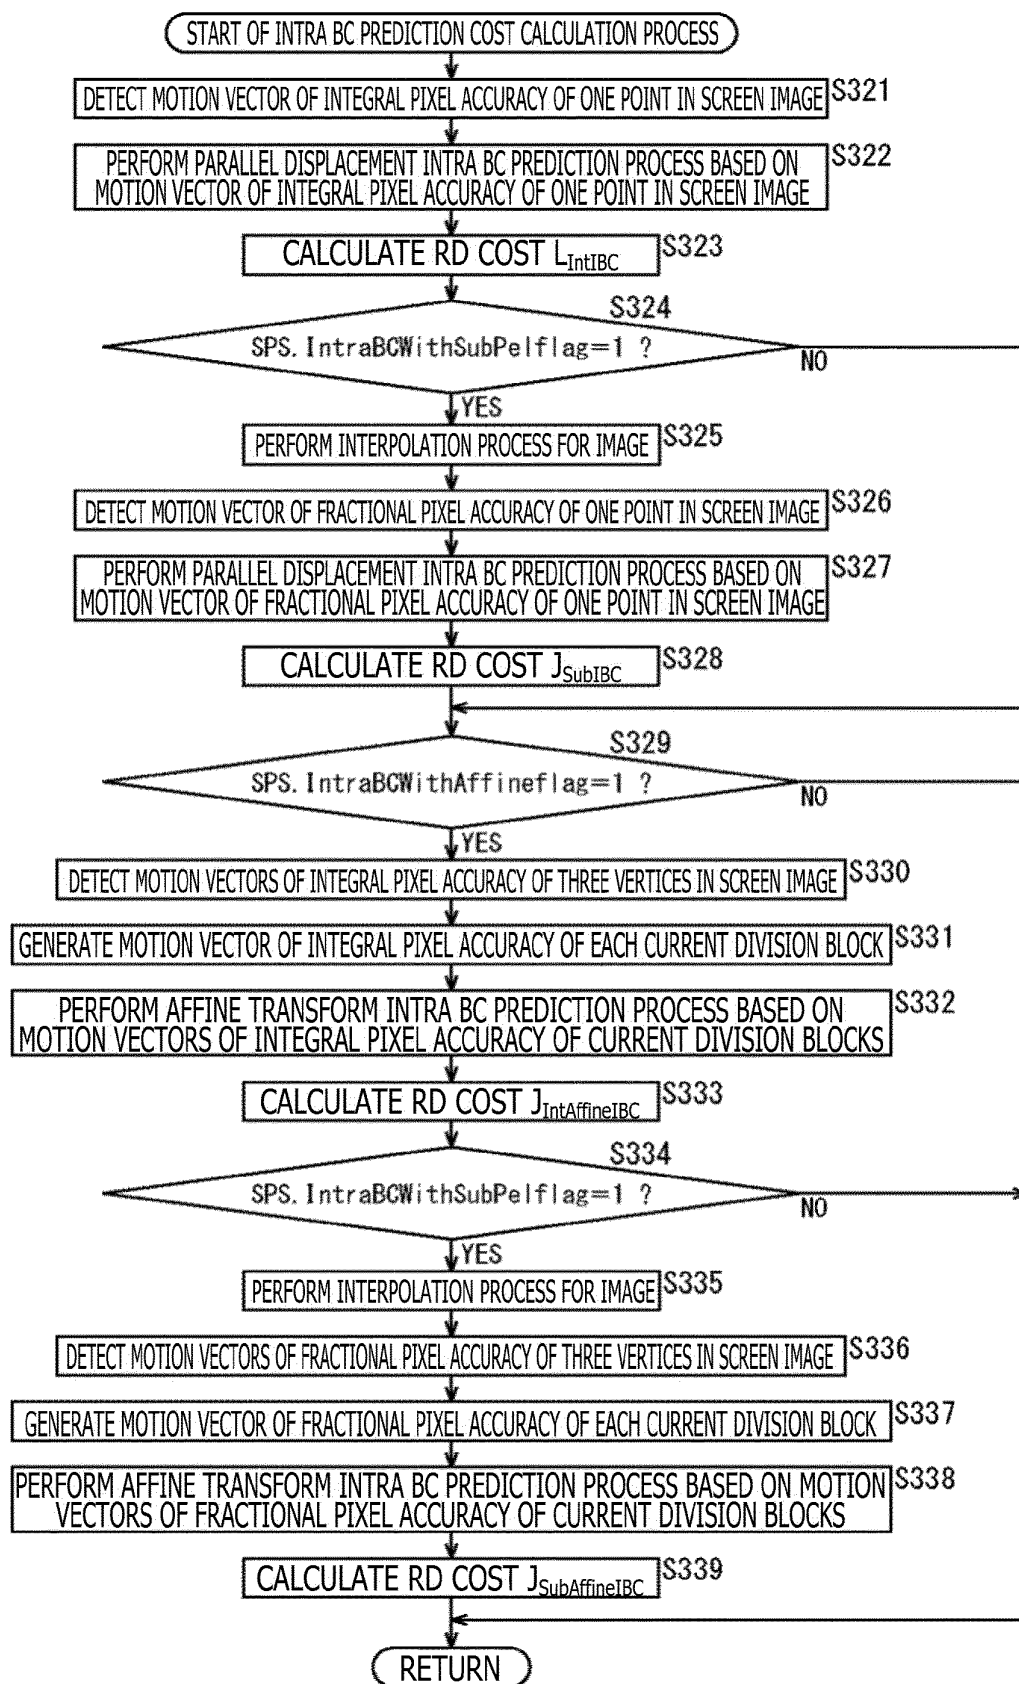 START OF INTRA BC PREDICTION COST CALCULATION PROCESS
DETECT MOTION VECTOR OF INTEGRAL PIXEL ACCURACY OF ONE POINT IN SCREEN IMAGE S321
PERFORM PARALLEL DISPLACEMENT INTRA BC PREDICTION PROCESS BASED ON S322
MOTION VECTOR OF INTEGRAL PIXEL ACCURACY OF ONE POINT IN SCREEN IMAGE
CALCULATE RD COST LIntIBC S323
S324
SPS.IntraBCWithSubPelflag=1 ?
NO
YES
PERFORM INTERPOLATION PROCESS FOR IMAGE S325
DETECT MOTION VECTOR OF FRACTIONAL PIXEL ACCURACY OF ONE POINT IN SCREEN IMAGE S326
PERFORM PARALLEL DISPLACEMENT INTRA BC PREDICTION PROCESS BASED ON S327
MOTION VECTOR OF FRACTIONAL PIXEL ACCURACY OF ONE POINT IN SCREEN IMAGE
CALCULATE RD COST JSubIBC S328
S329
SPS.IntraBCWithAffineflag=1 ?
NO
YES
DETECT MOTION VECTORS OF INTEGRAL PIXEL ACCURACY OF THREE VERTICES IN SCREEN IMAGE S330
GENERATE MOTION VECTOR OF INTEGRAL PIXEL ACCURACY OF EACH CURRENT DIVISION BLOCK S331
PERFORM AFFINE TRANSFORM INTRA BC PREDICTION PROCESS BASED ON S332
MOTION VECTORS OF INTEGRAL PIXEL ACCURACY OF CURRENT DIVISION BLOCKS
CALCULATE RD COST JIntAffineIBC S333
S334
SPS.IntraBCWithSubPelflag=1 ?
NO
YES
PERFORM INTERPOLATION PROCESS FOR IMAGE S335
DETECT MOTION VECTORS OF FRACTIONAL PIXEL ACCURACY OF THREE VERTICES IN SCREEN IMAGE S336
GENERATE MOTION VECTOR OF FRACTIONAL PIXEL ACCURACY OF EACH CURRENT DIVISION BLOCK S337
PERFORM AFFINE TRANSFORM INTRA BC PREDICTION PROCESS BASED ON MOTION S338
VECTORS OF FRACTIONAL PIXEL ACCURACY OF CURRENT DIVISION BLOCKS
CALCULATE RD COST JSubAffineIBC S339
RETURN